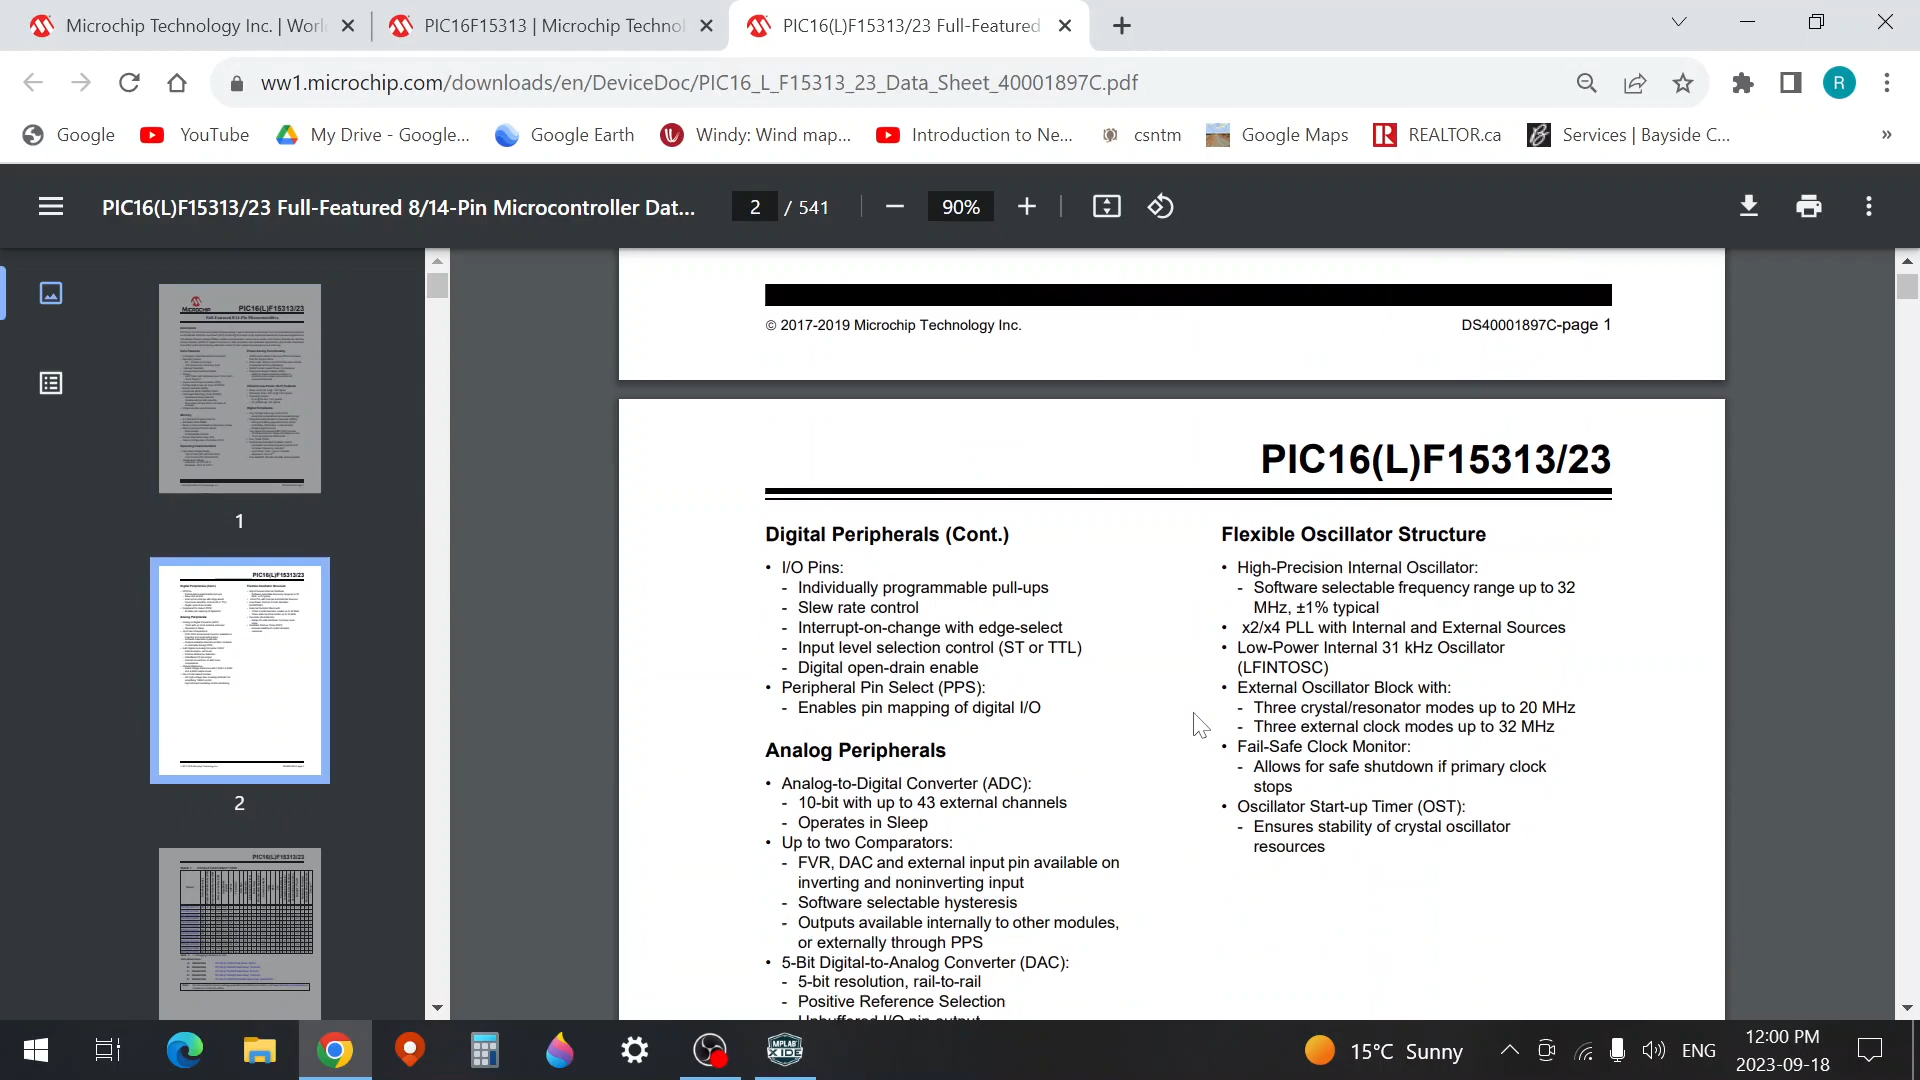 Microchip Technology Inc. | Worl
PIC16F15313 | Microchip Technol
PIC16(L)F15313/23 Full-Featured
ww1.microchip.com/downloads/en/DeviceDoc/PIC16_L_F15313_23_Data_Sheet_40001897C.pdf
R
Google
YouTube
My Drive - Google...
Google Earth
Windy: Wind map...
Introduction to Ne...
csntm
Google Maps
REALTOR.ca
Services | Bayside C...
»
PIC16(L)F15313/23 Full-Featured 8/14-Pin Microcontroller Dat...
2 / 541
90%
1
2
© 2017-2019 Microchip Technology Inc.
DS40001897C-page 1
PIC16(L)F15313/23
Digital Peripherals (Cont.)
• I/O Pins:
- Individually programmable pull-ups
- Slew rate control
- Interrupt-on-change with edge-select
- Input level selection control (ST or TTL)
- Digital open-drain enable
• Peripheral Pin Select (PPS):
- Enables pin mapping of digital I/O
Analog Peripherals
• Analog-to-Digital Converter (ADC):
- 10-bit with up to 43 external channels
- Operates in Sleep
• Up to two Comparators:
- FVR, DAC and external input pin available on
inverting and noninverting input
- Software selectable hysteresis
- Outputs available internally to other modules,
or externally through PPS
• 5-Bit Digital-to-Analog Converter (DAC):
- 5-bit resolution, rail-to-rail
- Positive Reference Selection
- Unbuffered I/O pin output
Flexible Oscillator Structure
• High-Precision Internal Oscillator:
- Software selectable frequency range up to 32
MHz, ±1% typical
• x2/x4 PLL with Internal and External Sources
• Low-Power Internal 31 kHz Oscillator
(LFINTOSC)
• External Oscillator Block with:
- Three crystal/resonator modes up to 20 MHz
- Three external clock modes up to 32 MHz
• Fail-Safe Clock Monitor:
- Allows for safe shutdown if primary clock
stops
• Oscillator Start-up Timer (OST):
- Ensures stability of crystal oscillator
resources
MPLAB
X IDE
15°C Sunny
ENG
12:00 PM
2023-09-18